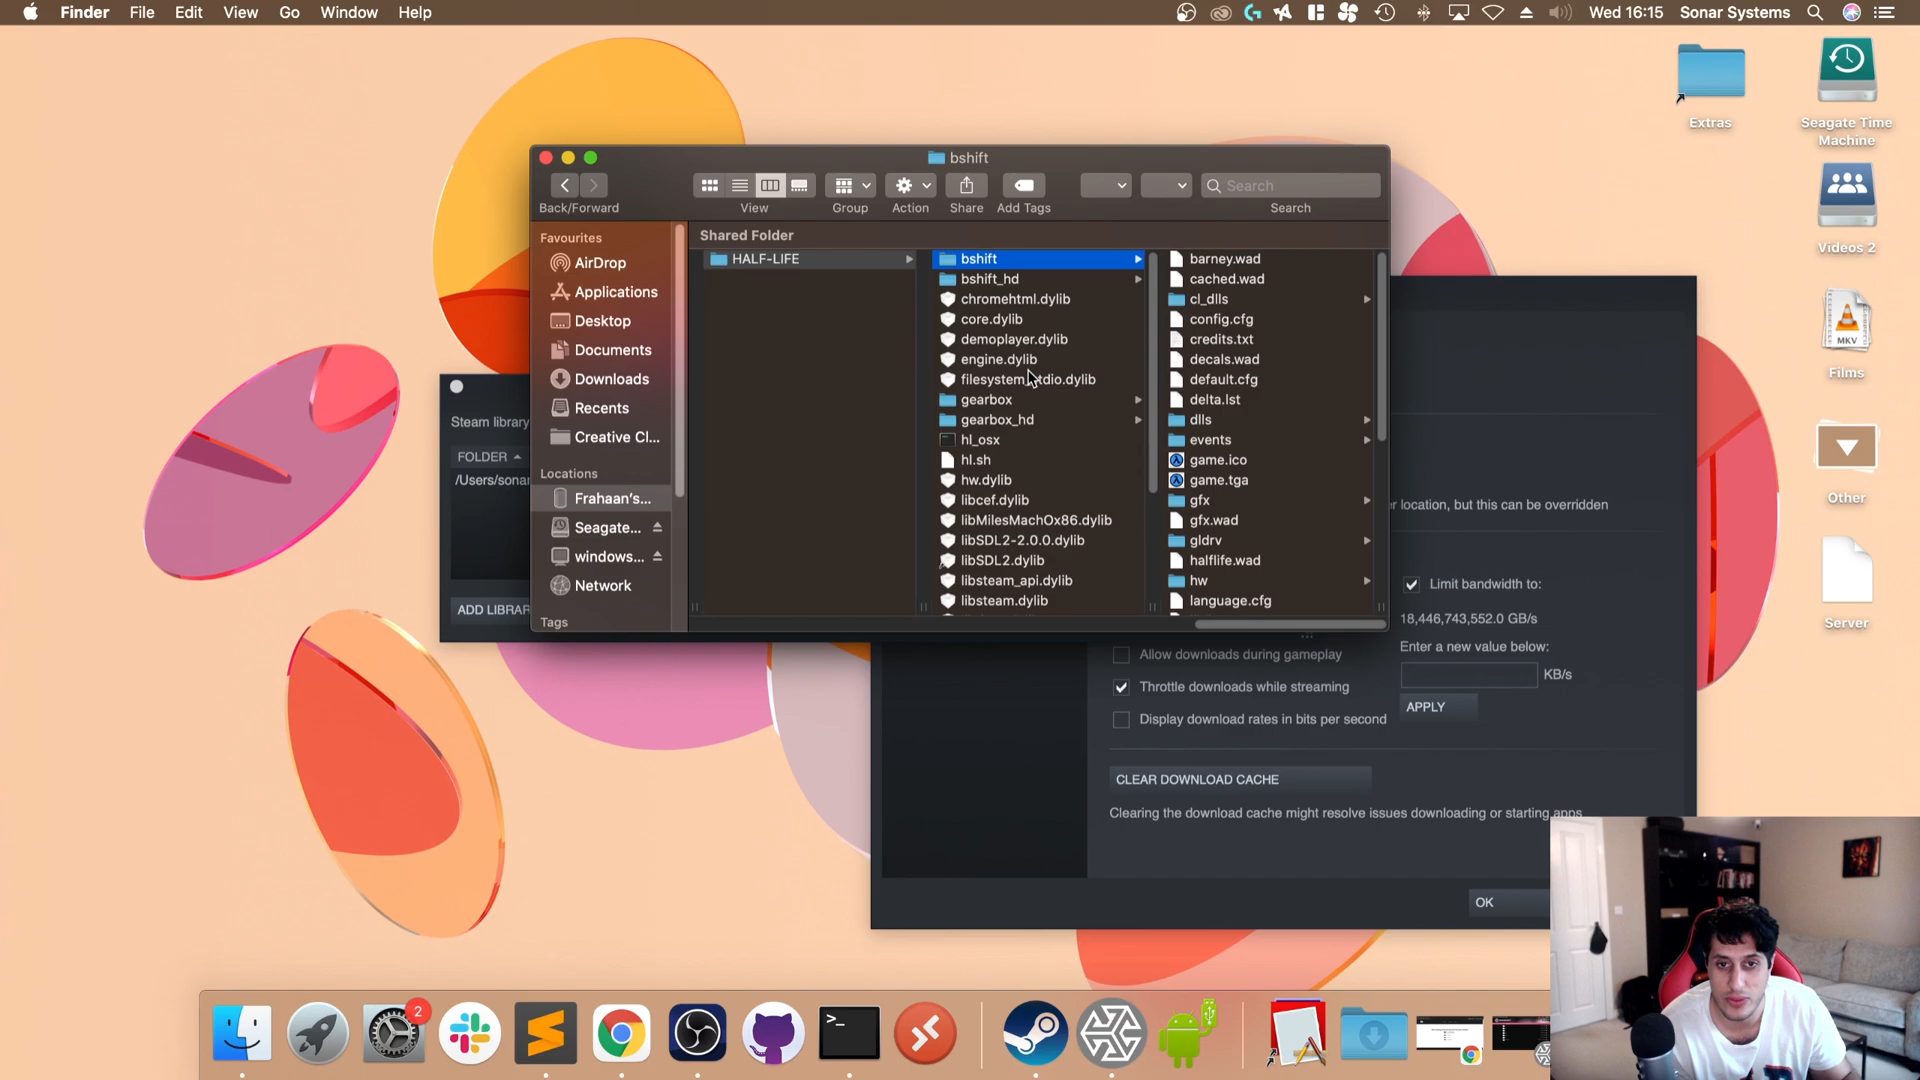 Finder File Edit View Go Window Help
Wed 16:15 Sonar Systems
Extras
Seagate Time
Machine
Videos 2
MKV
Films
Other
Server
bshift
Back/Forward
View
Group
Action
Share
Add Tags
Search
Search
Favourites
AirDrop
Applications
Desktop
Documents
Downloads
Recents
Creative Cl...
Locations
Frahaan's...
Seagate...
windows...
Network
Tags
Shared Folder
HALF-LIFE
bshift
bshift_hd
chromehtml.dylib
core.dylib
demoplayer.dylib
engine.dylib
gearbox
gearbox_hd
hl_osx
hl.sh
hw.dylib
libcef.dylib
libMilesMachOx86.dylib
libSDL2-2.0.0.dylib
libSDL2.dylib
libsteam_api.dylib
libsteam.dylib
barney.wad
cached.wad
cl_dlls
config.cfg
credits.txt
decals.wad
default.cfg
delta.lst
dlls
events
game.ico
game.tga
gfx
gfx.wad
gldrv
halflife.wad
hw
language.cfg
Steam library
FOLDER
/Users/sonar
ADD LIBRAR
r location, but this can be overridden
Limit bandwidth to:
18,446,743,552.0 GB/s
Enter a new value below:
KB/s
APPLY
Allow downloads during gameplay
Throttle downloads while streaming
Display download rates in bits per second
CLEAR DOWNLOAD CACHE
Clearing the download cache might resolve issues downloading or starting apps
OK
2
>_